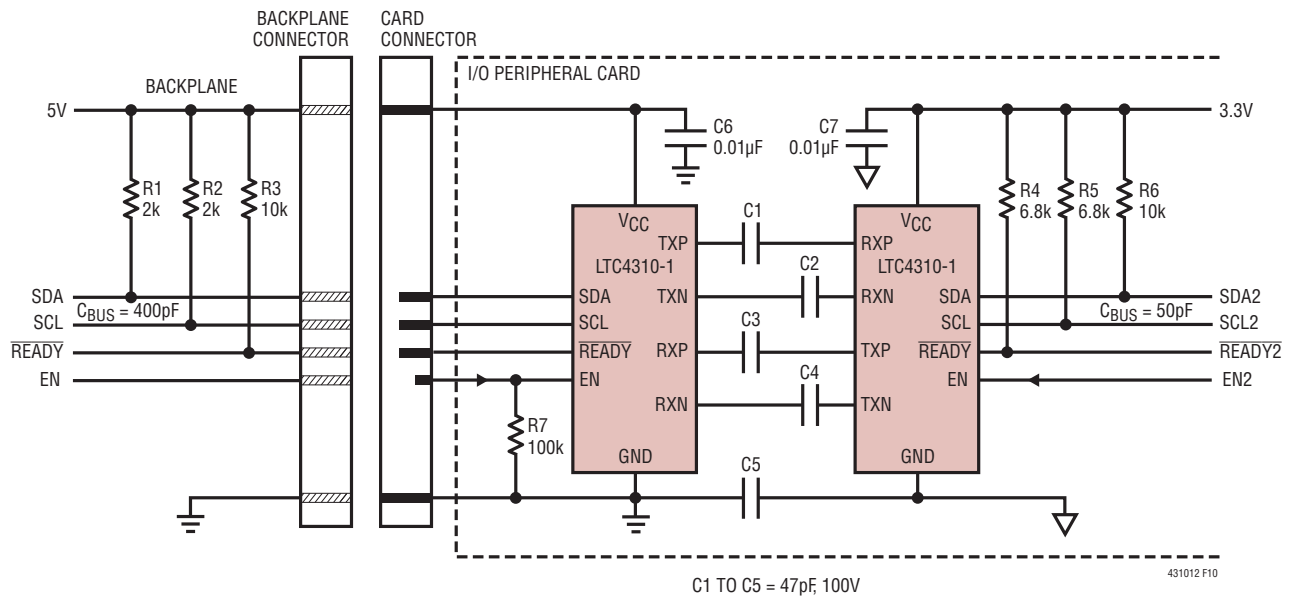 BACKPLANE
CONNECTOR
CARD
CONNECTOR
I/O PERIPHERAL CARD
BACKPLANE
5V
3.3V
C6
0.01µF
C7
0.01µF
R1
2k
R2
2k
R3
10k
R4
6.8k
R5
6.8k
R6
10k
VCC
TXP
LTC4310-1
SDA
TXN
SCL
READY
RXP
EN
RXN
GND
C1
C2
C3
C4
C5
VCC
RXP
LTC4310-1
RXN
SDA
SCL
TXP
READY
EN
TXN
GND
SDA
CBUS = 400pF
SCL
READY
EN
R7
100k
SDA2
CBUS = 50pF
SCL2
READY2
EN2
C1 TO C5 = 47pF, 100V
431012 F10